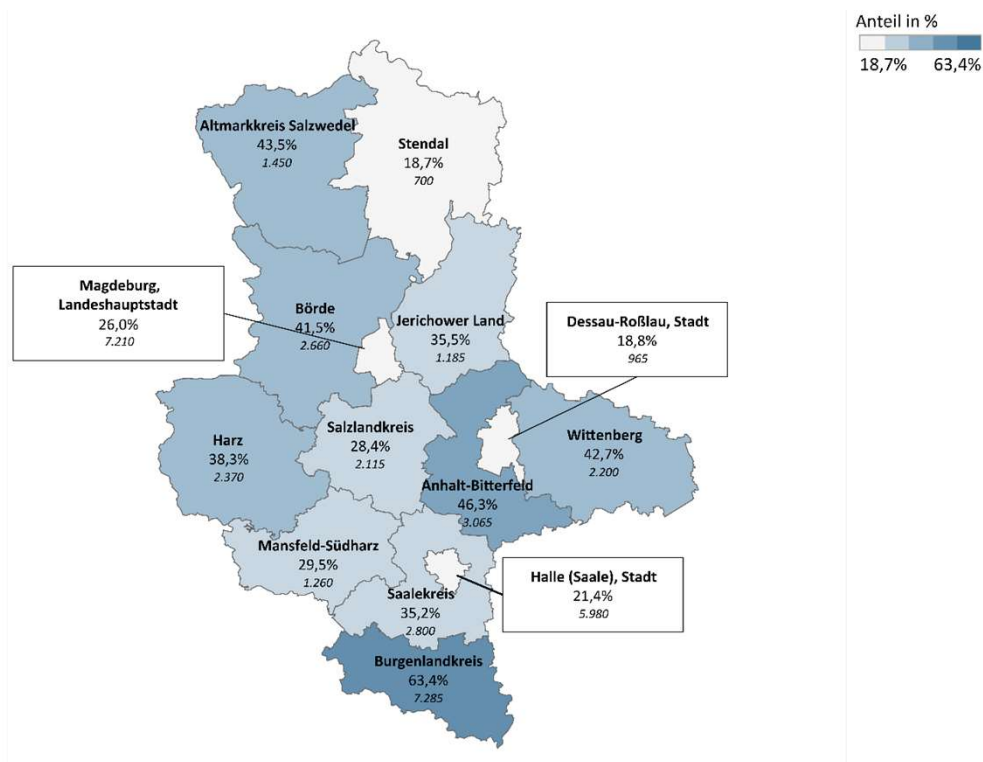 Anteil in %
18,7% 63,4%
Altmarkkreis Salzwedel
43,5%
1.450
Stendal
18,7%
700
Magdeburg,
Landeshauptstadt
26,0%
7.210
Börde
41,5%
2.660
Jerichower Land
35,5%
1.185
Dessau-Roßlau, Stadt
18,8%
965
Harz
38,3%
2.370
Salzlandkreis
28,4%
2.115
Wittenberg
42,7%
2.200
Anhalt-Bitterfeld
46,3%
3.065
Mansfeld-Südharz
29,5%
1.260
Saalekreis
35,2%
2.800
Halle (Saale), Stadt
21,4%
5.980
Burgenlandkreis
63,4%
7.285